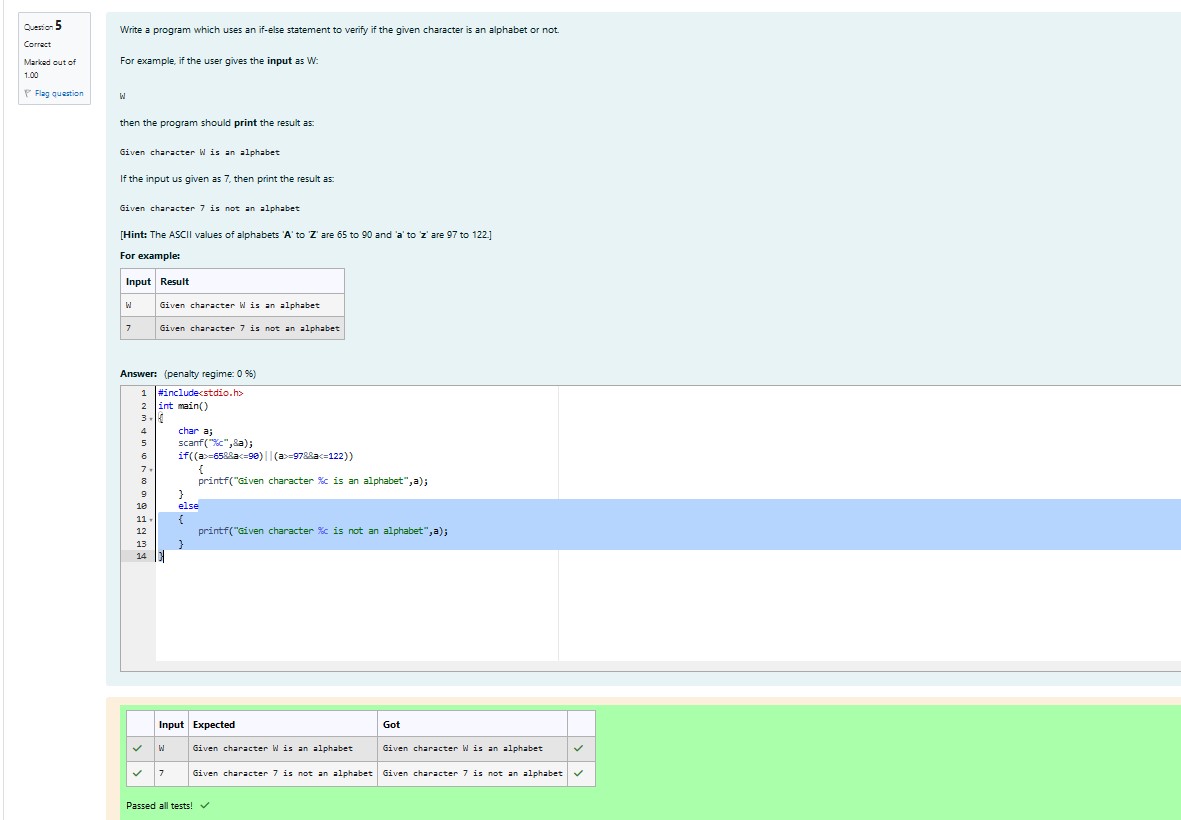 Question 5
Correct
Marked out of
1.00
Flag question
Write a program which uses an if-else statement to verify if the given character is an alphabet or not.
For example, if the user gives the input as W:
W
then the program should print the result as:
Given character W is an alphabet
If the input us given as 7, then print the result as:
Given character 7 is not an alphabet
[Hint: The ASCII values of alphabets 'A' to 'Z' are 65 to 90 and 'a' to 'z' are 97 to 122.]
For example:
Input Result
W Given character W is an alphabet
7 Given character 7 is not an alphabet
Answer: (penalty regime: 0 %)
1 #include<stdio.h>
2 int main()
3 {
4 char a;
5 scanf("%c",&a);
6 if((a>=65&&a<=90)||(a>=97&&a<=122))
7 {
8 printf("Given character %c is an alphabet",a);
9 }
10 else
11 {
12 printf("Given character %c is not an alphabet",a);
13 }
14 }
Input Expected Got
W Given character W is an alphabet Given character W is an alphabet
7 Given character 7 is not an alphabet Given character 7 is not an alphabet
Passed all tests!